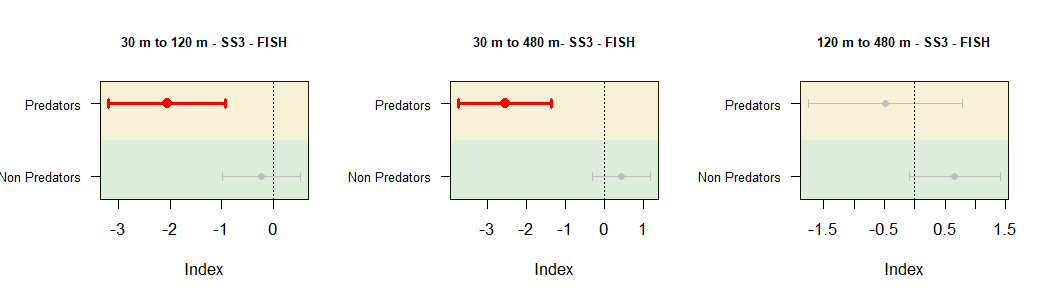 30 m to 120 m - SS3 - FISH
Predators
Non Predators
-3 -2 -1 0
Index
30 m to 480 m- SS3 - FISH
Predators
Non Predators
-3 -2 -1 0 1
Index
120 m to 480 m - SS3 - FISH
Predators
Non Predators
-1.5 -0.5 0.5 1.5
Index